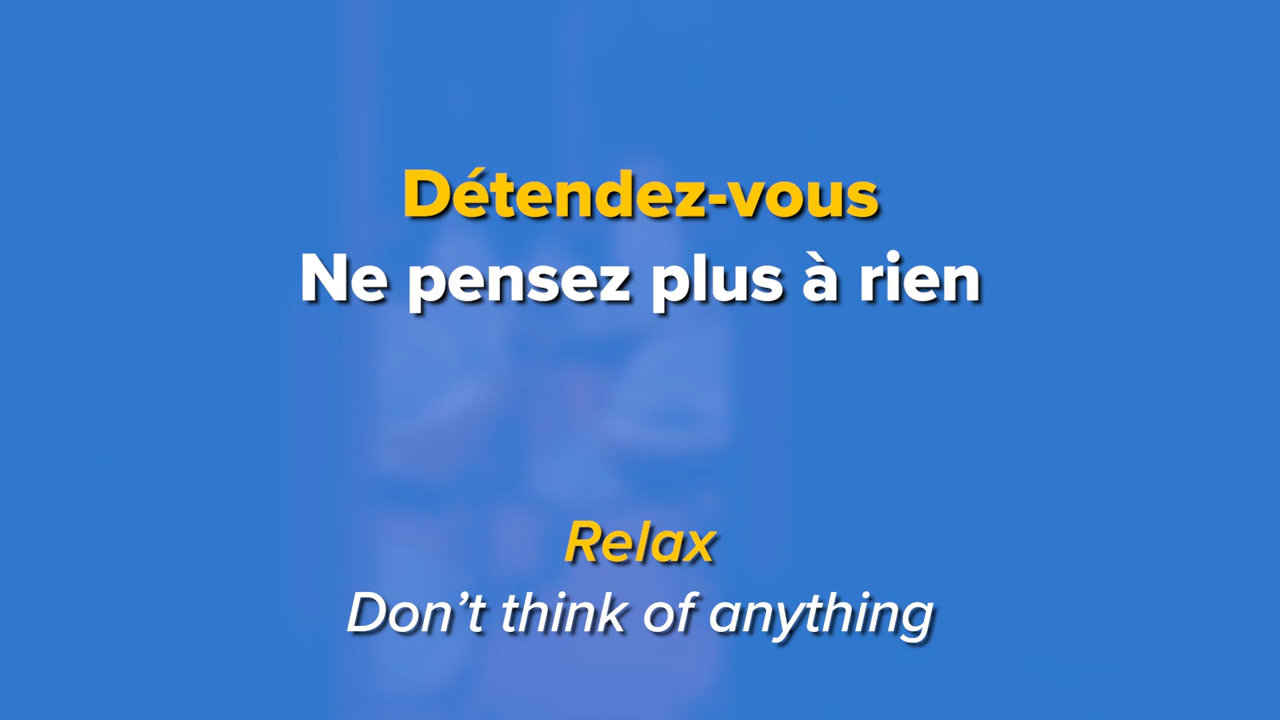 Détendez-vous
Ne pensez plus à rien
Relax
Don’t think of anything